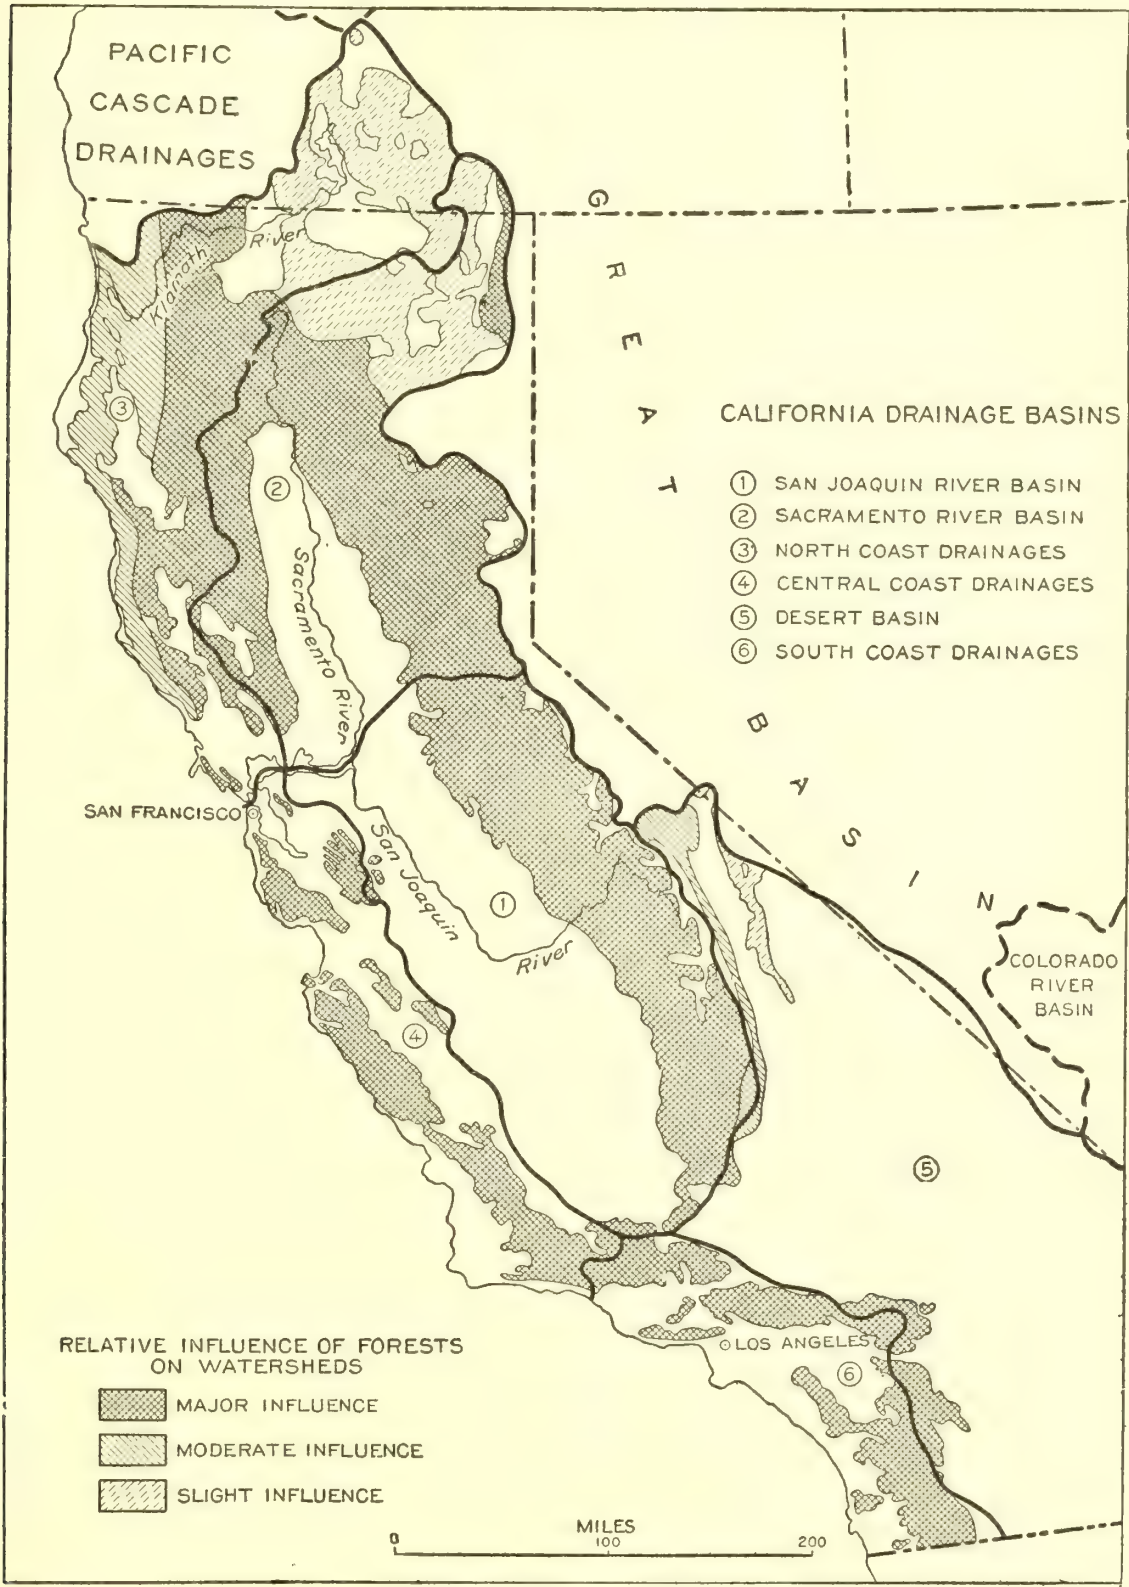 PACIFIC
CASCADE
DRAINAGES
Klamath River
GREAT BASIN
CALIFORNIA DRAINAGE BASINS
① SAN JOAQUIN RIVER BASIN
② SACRAMENTO RIVER BASIN
③ NORTH COAST DRAINAGES
④ CENTRAL COAST DRAINAGES
⑤ DESERT BASIN
⑥ SOUTH COAST DRAINAGES
③
②
Sacramento River
SAN FRANCISCO
San Joaquin River
①
COLORADO
RIVER
BASIN
④
⑤
LOS ANGELES
⑥
RELATIVE INFLUENCE OF FORESTS
ON WATERSHEDS
MAJOR INFLUENCE
MODERATE INFLUENCE
SLIGHT INFLUENCE
MILES
0 100 200